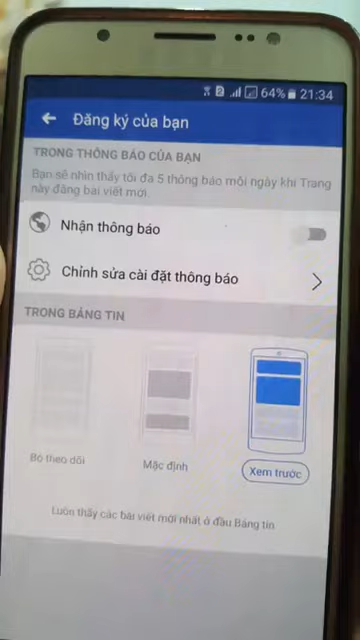 64% 21:34
Đăng ký của bạn
TRONG THÔNG BÁO CỦA BẠN
Bạn sẽ nhìn thấy tối đa 5 thông báo mỗi ngày khi Trang
này đăng bài viết mới.
Nhận thông báo
Chỉnh sửa cài đặt thông báo
TRONG BẢNG TIN
Bỏ theo dõi
Mặc định
Xem trước
Luôn thấy các bài viết mới nhất ở đầu Bảng tin